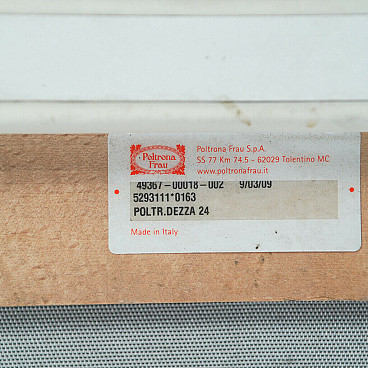 Poltrona
Frau
Poltrona Frau S.p.A.
SS 77 Km 74.5 - 62029 Tolentino MC
www.poltronafrau.it
49367-00018-002 9/03/09
5293111*0163
POLTR.DEZZA 24
Made in Italy